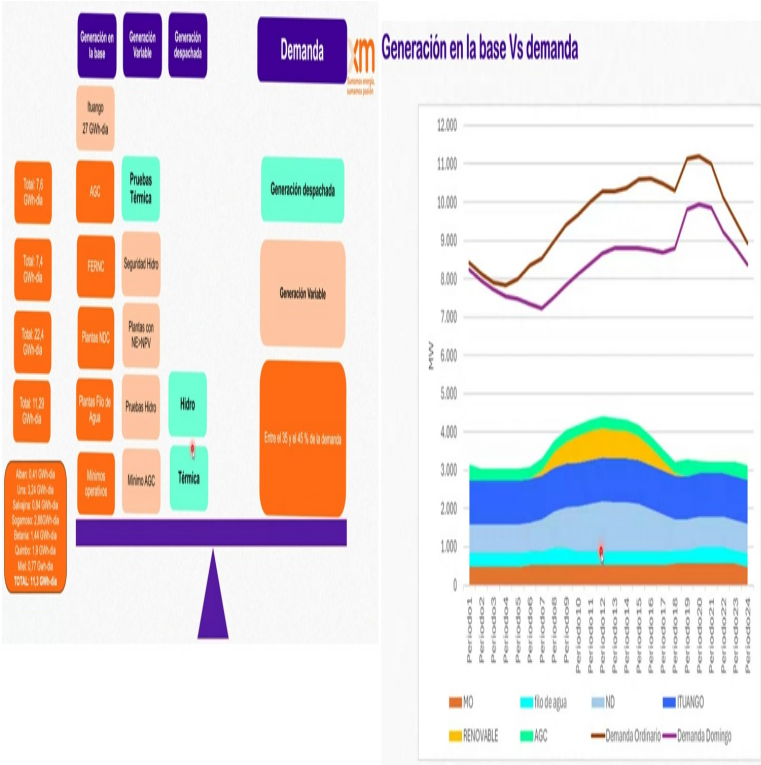 Generación en
la base
Generación
Variable
Generación
despachada
Demanda
xm
Sumamos energía,
sumamos pasión
Ituango
27 GWh-día
Total: 7,6
GWh-día
AGC
Pruebas
Térmica
Generación despachada
Total: 7,4
GWh-día
FERNC
Seguridad Hidro
Generación Variable
Total: 22,4
GWh-día
Plantas NDC
Plantas con
NE>NPV
Total: 11,29
GWh-día
Plantas Filo de
Agua
Pruebas Hidro
Hidro
Entre el 35 y el 45 % de la demanda
Alban: 0,41 GWh-día
Urra: 3,24 GWh-día
Salvajina: 0,94 GWh-día
Sogamoso: 2,88GWh-día
Betania: 1,44 GWh-día
Quimbo: 1,9 GWh-día
Miel: 0,77 Gwh-día
TOTAL: 11,3 GWh-día
Mínimos
operativos
Mínimo AGC
Térmica
Generación en la base Vs demanda
12.000
11.000
10.000
9.000
8.000
7.000
6.000
5.000
4.000
3.000
2.000
1.000
0
MW
Periodo1
Periodo2
Periodo3
Periodo4
Periodo5
Periodo6
Periodo7
Periodo8
Periodo9
Periodo10
Periodo11
Periodo12
Periodo13
Periodo14
Periodo15
Periodo16
Periodo17
Periodo18
Periodo19
Periodo20
Periodo21
Periodo22
Periodo23
Periodo24
MO
filo de agua
ND
ITUANGO
RENOVABLE
AGC
Demanda Ordinario
Demanda Domingo